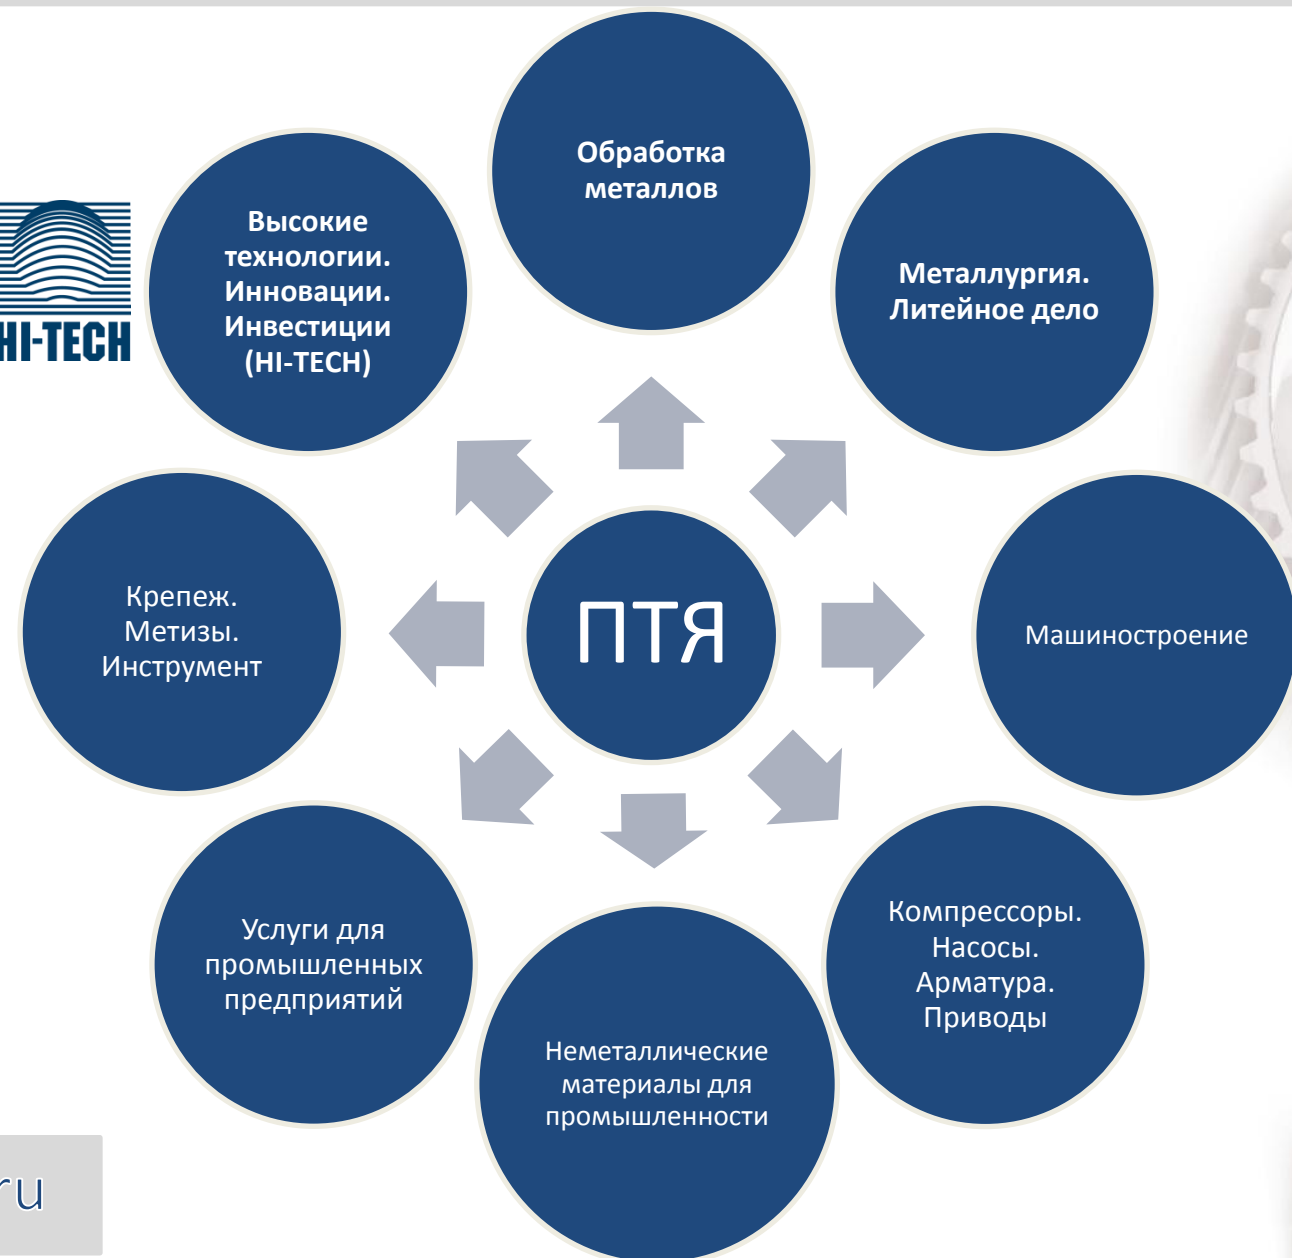 Обработка
металлов
Высокие
технологии.
Инновации.
Инвестиции
(HI-TECH)
HI-TECH
Металлургия.
Литейное дело
Крепеж.
Метизы.
Инструмент
ПТЯ
Машиностроение
Услуги для
промышленных
предприятий
Компрессоры.
Насосы.
Арматура.
Приводы
Неметаллические
материалы для
промышленности
ru